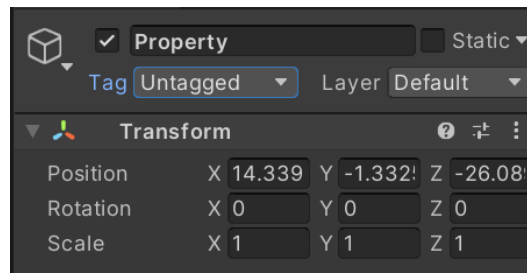 Property Static
Tag Untagged Layer Default
Transform
Position X 14.339 Y -1.332 Z -26.08
Rotation X 0 Y 0 Z 0
Scale X 1 Y 1 Z 1